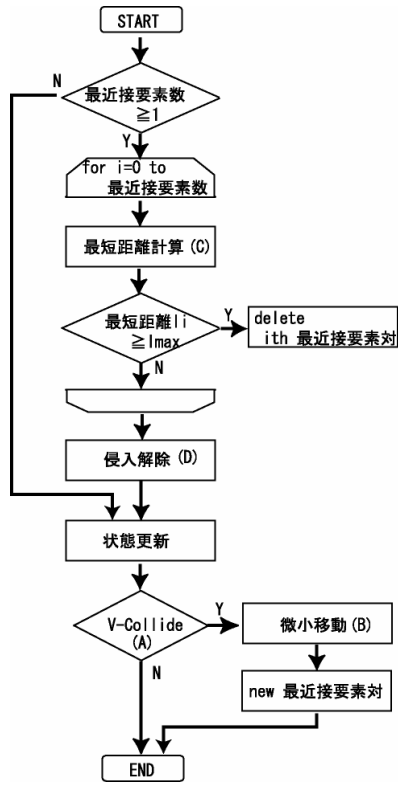 START
N
最近接要素数
≧1
Y
for i=0 to
最近接要素数
最短距離計算(C)
最短距離li
≧lmax
Y
delete
ith 最近接要素対
N
侵入解除(D)
状態更新
V-Collide
(A)
Y
微小移動(B)
N
new 最近接要素対
END